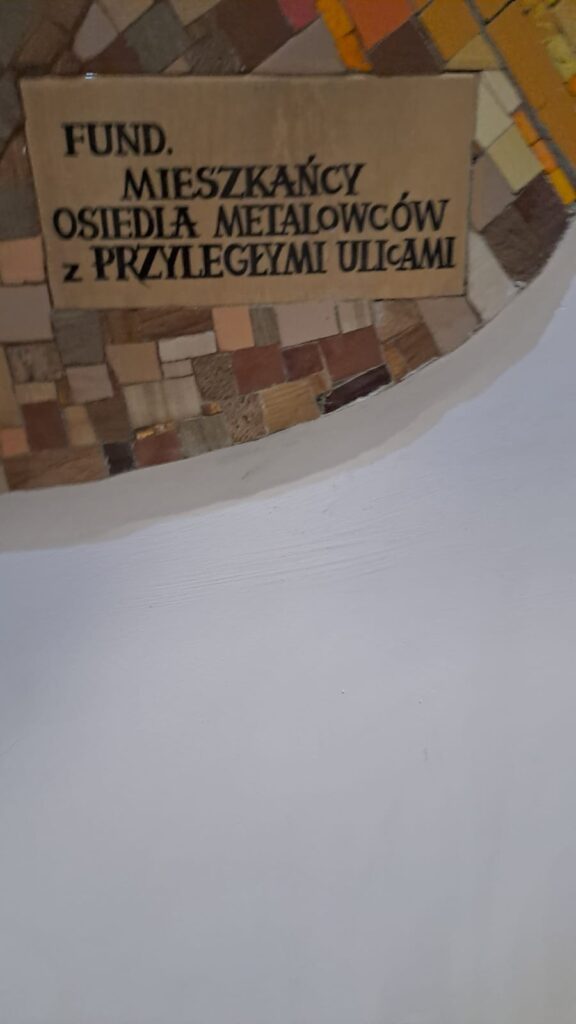 FUND.
MIESZKAŃCY
OSIEDLA METALOWCÓW
z PRZYLEGŁYMI ULICAMI